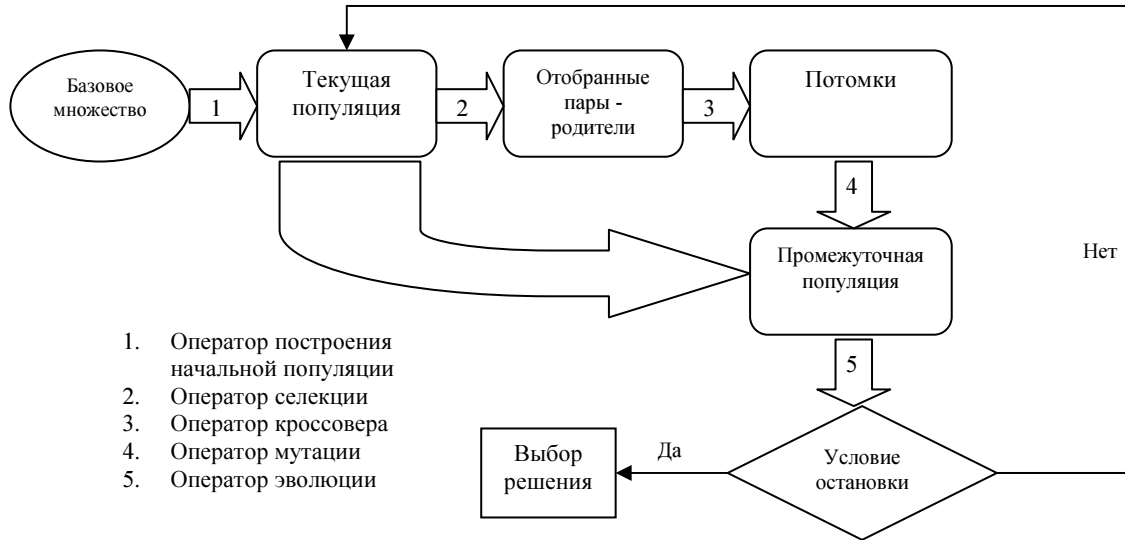 Базовое
множество
1
Текущая
популяция
2
Отобранные
пары -
родители
3
Потомки
4
Промежуточная
популяция
Нет
5
1. Оператор построения
начальной популяции
2. Оператор селекции
3. Оператор кроссовера
4. Оператор мутации
5. Оператор эволюции
Выбор
решения
Да
Условие
остановки